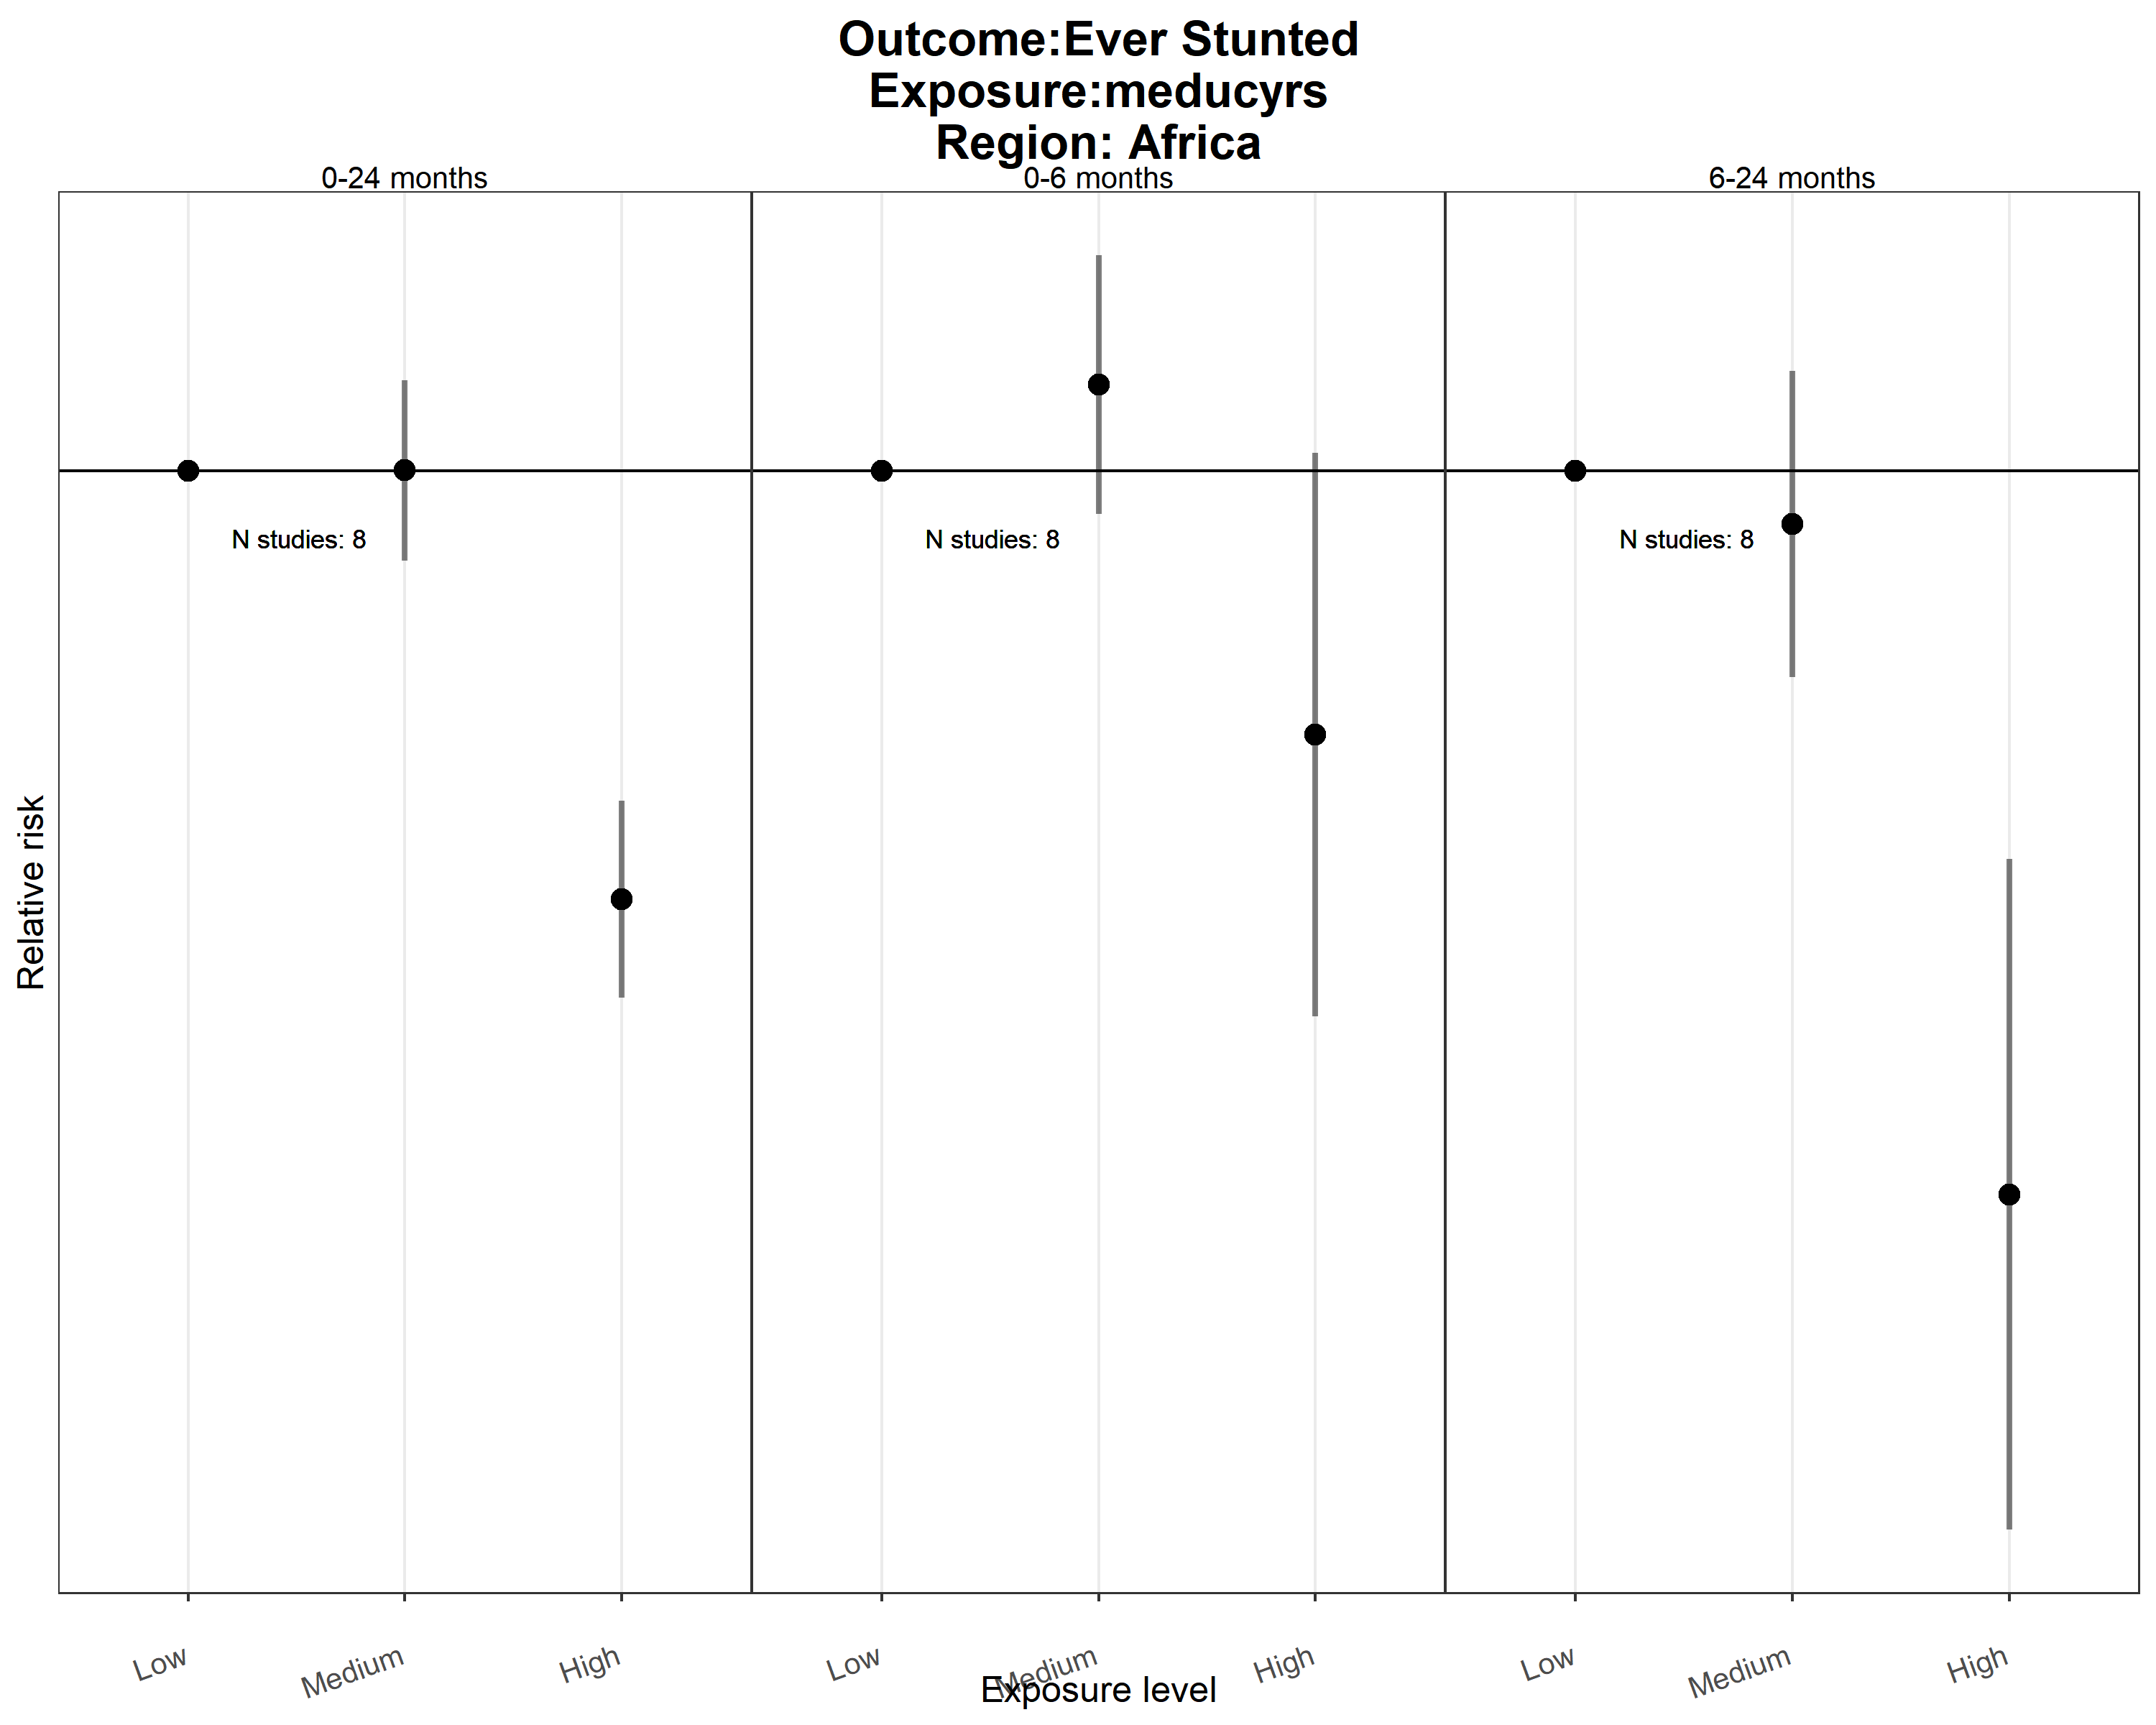 Outcome:Ever Stunted
Exposure:meducyrs
Region: Africa
0-24 months
0-6 months
6-24 months
N studies: 8
N studies: 8
N studies: 8
Relative risk
Low
Medium
High
Low
Medium
High
Low
Medium
High
Exposure level